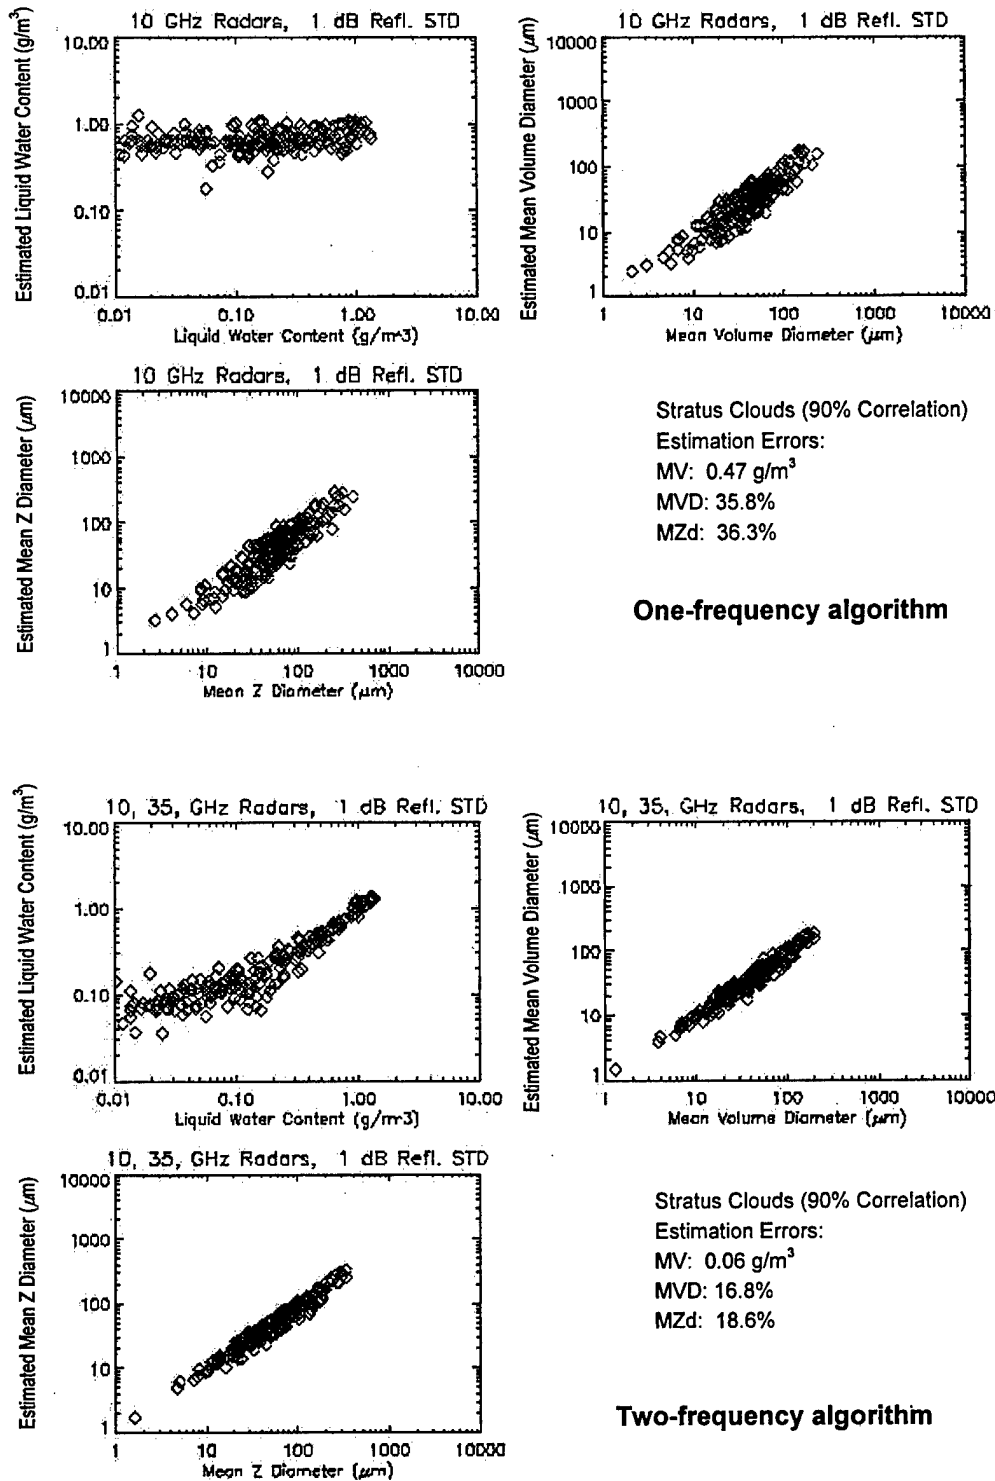 10 GHz Radars, 1 dB Refl. STD
Estimated Liquid Water Content (g/m³)
10.00
1.00
0.10
0.01
0.01 0.10 1.00 10.00
Liquid Water Content (g/m^3)
10 GHz Radars, 1 dB Refl. STD
Estimated Mean Volume Diameter (μm)
10000
1000
100
10
1
1 10 100 1000 10000
Mean Volume Diameter (μm)
10 GHz Radars, 1 dB Refl. STD
Estimated Mean Z Diameter (μm)
10000
1000
100
10
1
1 10 100 1000 10000
Mean Z Diameter (μm)
Stratus Clouds (90% Correlation)
Estimation Errors:
MV: 0.47 g/m³
MVD: 35.8%
MZd: 36.3%
One-frequency algorithm
10, 35, GHz Radars, 1 dB Refl. STD
Estimated Liquid Water Content (g/m³)
10.00
1.00
0.10
0.01
0.01 0.10 1.00 10.00
Liquid Water Content (g/m^3)
10, 35, GHz Radars, 1 dB Refl. STD
Estimated Mean Volume Diameter (μm)
10000
1000
100
10
1
1 10 100 1000 10000
Mean Volume Diameter (μm)
10, 35, GHz Radars, 1 dB Refl. STD
Estimated Mean Z Diameter (μm)
10000
1000
100
10
1
1 10 100 1000 10000
Mean Z Diameter (μm)
Stratus Clouds (90% Correlation)
Estimation Errors:
MV: 0.06 g/m³
MVD: 16.8%
MZd: 18.6%
Two-frequency algorithm